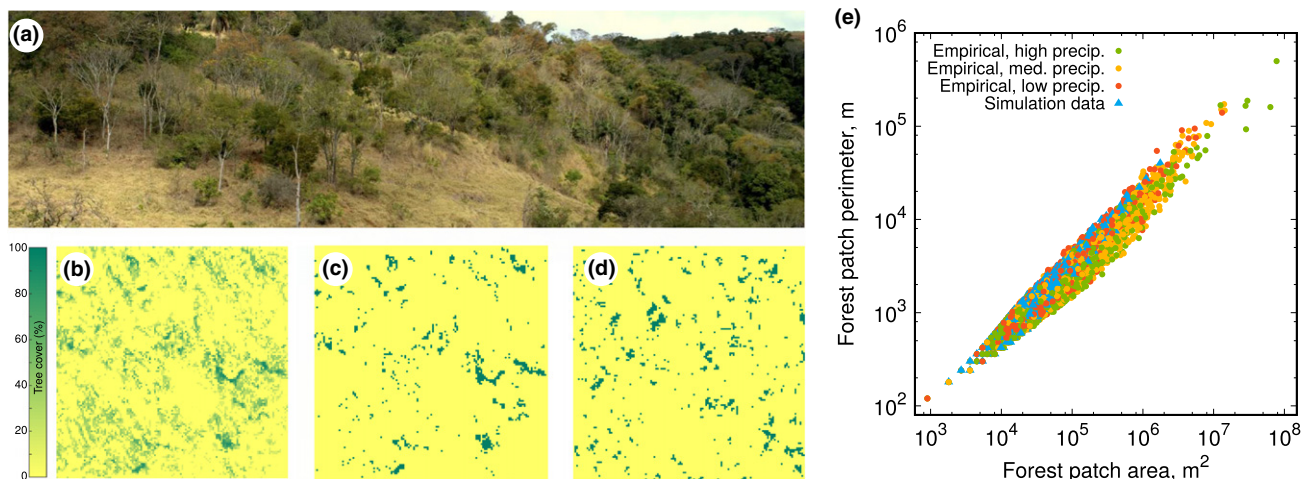 (a)
(e)
10^6
Empirical, high precip.
Empirical, med. precip.
Empirical, low precip.
Simulation data
10^5
10^4
10^3
10^2
Forest patch perimeter, m
10^3 10^4 10^5 10^6 10^7 10^8
Forest patch area, m^2
100
80
60
40
20
0
Tree cover (%)
(b)
(c)
(d)